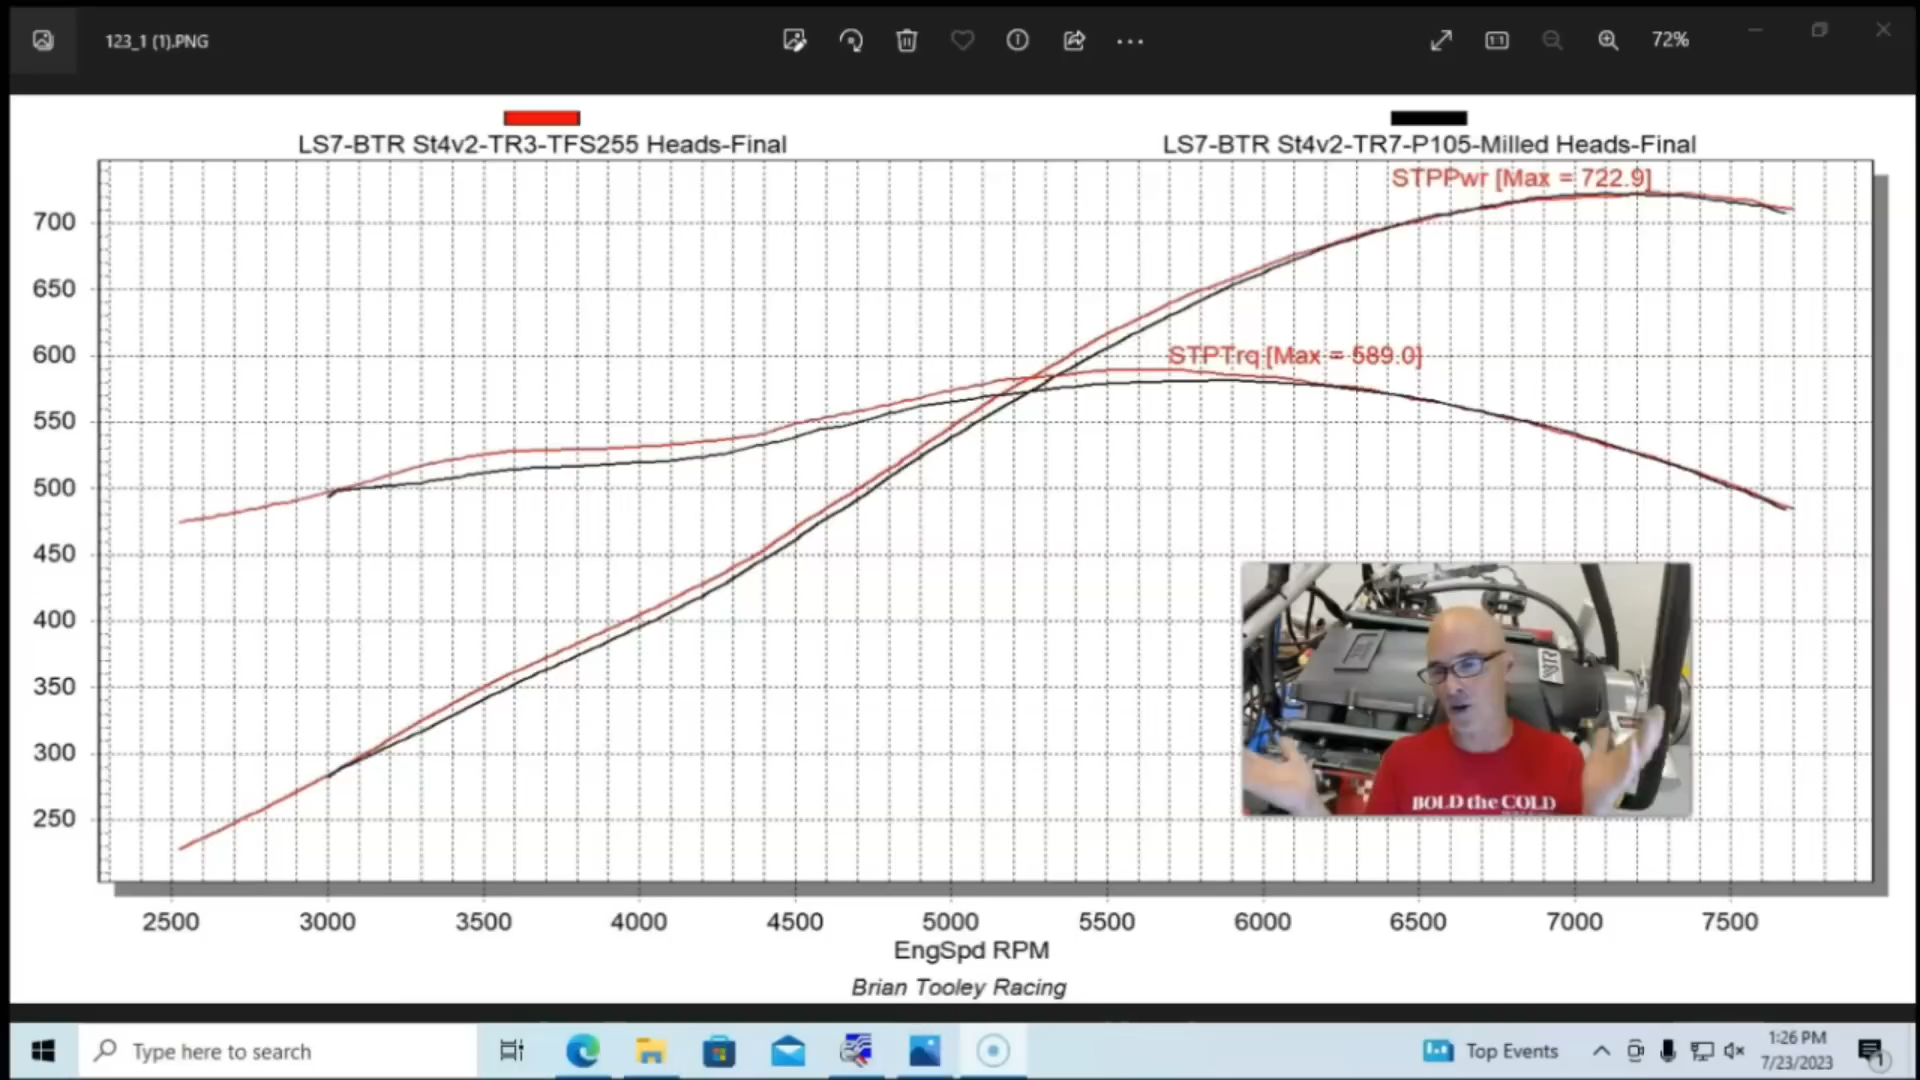 123_1 (1).PNG
72%
LS7-BTR St4v2-TR3-TFS255 Heads-Final
LS7-BTR St4v2-TR7-P105-Milled Heads-Final
STPPwr [Max = 722.9]
700
650
600
STPTrq [Max = 589.0]
550
500
450
400
350
300
250
BTR
BOLD the COLD
2500 3000 3500 4000 4500 5000 5500 6000 6500 7000 7500
EngSpd RPM
Brian Tooley Racing
Type here to search
Top Events
1:26 PM
7/23/2023
1